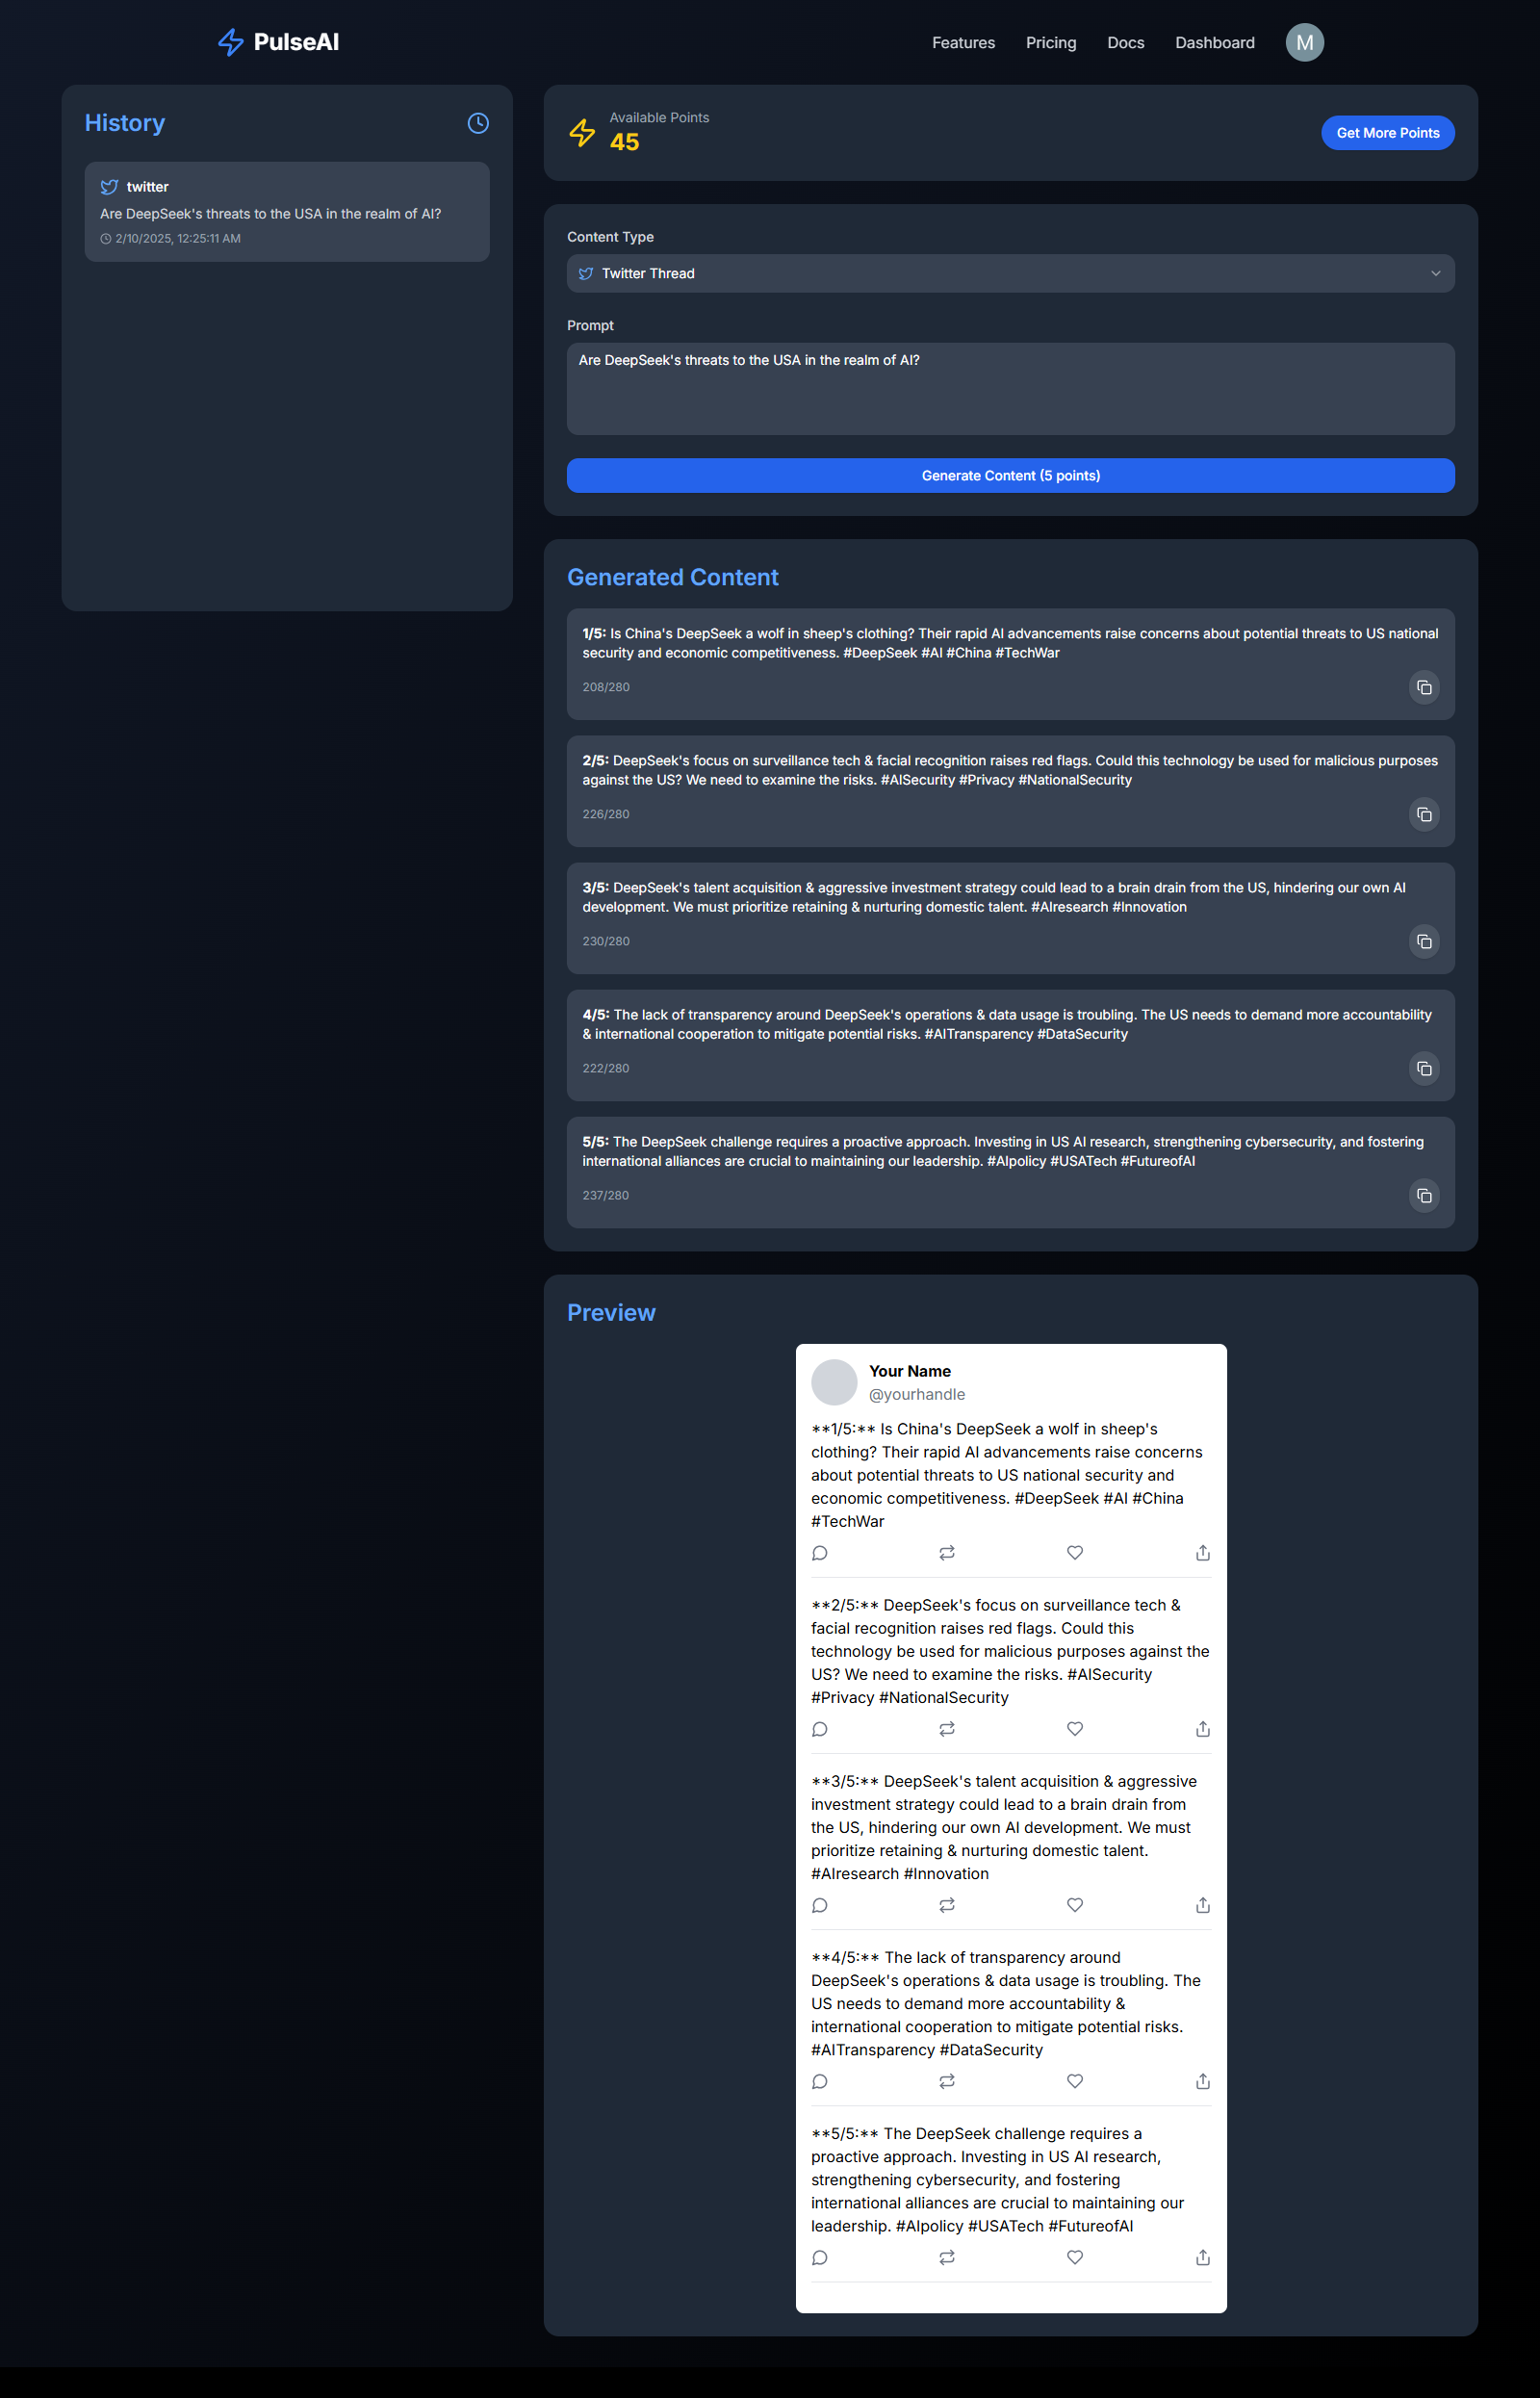 PulseAI
Features
Pricing
Docs
Dashboard
M
History
twitter
Are DeepSeek's threats to the USA in the realm of AI?
2/10/2025, 12:25:11 AM
Available Points
45
Get More Points
Content Type
Twitter Thread
Prompt
Are DeepSeek's threats to the USA in the realm of AI?
Generate Content (5 points)
Generated Content
1/5: Is China's DeepSeek a wolf in sheep's clothing? Their rapid AI advancements raise concerns about potential threats to US national
security and economic competitiveness. #DeepSeek #AI #China #TechWar
208/280
2/5: DeepSeek's focus on surveillance tech & facial recognition raises red flags. Could this technology be used for malicious purposes
against the US? We need to examine the risks. #AISecurity #Privacy #NationalSecurity
226/280
3/5: DeepSeek's talent acquisition & aggressive investment strategy could lead to a brain drain from the US, hindering our own AI
development. We must prioritize retaining & nurturing domestic talent. #AIresearch #Innovation
230/280
4/5: The lack of transparency around DeepSeek's operations & data usage is troubling. The US needs to demand more accountability
& international cooperation to mitigate potential risks. #AITransparency #DataSecurity
222/280
5/5: The DeepSeek challenge requires a proactive approach. Investing in US AI research, strengthening cybersecurity, and fostering
international alliances are crucial to maintaining our leadership. #AIpolicy #USATech #FutureofAI
237/280
Preview
Your Name
@yourhandle
**1/5:** Is China's DeepSeek a wolf in sheep's
clothing? Their rapid AI advancements raise concerns
about potential threats to US national security and
economic competitiveness. #DeepSeek #AI #China
#TechWar
**2/5:** DeepSeek's focus on surveillance tech &
facial recognition raises red flags. Could this
technology be used for malicious purposes against the
US? We need to examine the risks. #AISecurity
#Privacy #NationalSecurity
**3/5:** DeepSeek's talent acquisition & aggressive
investment strategy could lead to a brain drain from
the US, hindering our own AI development. We must
prioritize retaining & nurturing domestic talent.
#AIresearch #Innovation
**4/5:** The lack of transparency around
DeepSeek's operations & data usage is troubling. The
US needs to demand more accountability &
international cooperation to mitigate potential risks.
#AITransparency #DataSecurity
**5/5:** The DeepSeek challenge requires a
proactive approach. Investing in US AI research,
strengthening cybersecurity, and fostering
international alliances are crucial to maintaining our
leadership. #AIpolicy #USATech #FutureofAI